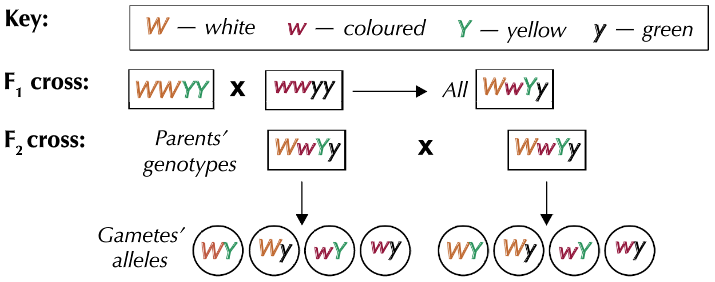 Key: W — white w — coloured Y — yellow y — green
F₁ cross: WWYY x wwyy All WwYy
F₂ cross: Parents’ genotypes WwYy x WwYy
Gametes’ alleles WY Wy wY wy WY Wy wY wy